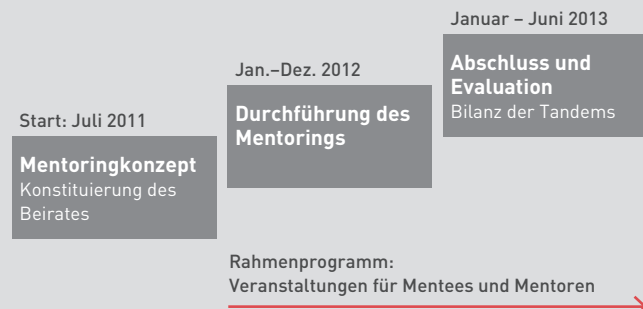 Start: Juli 2011
Mentoringkonzept
Konstituierung des
Beirates
Jan.–Dez. 2012
Durchführung des
Mentorings
Januar – Juni 2013
Abschluss und
Evaluation
Bilanz der Tandems
Rahmenprogramm:
Veranstaltungen für Mentees und Mentoren